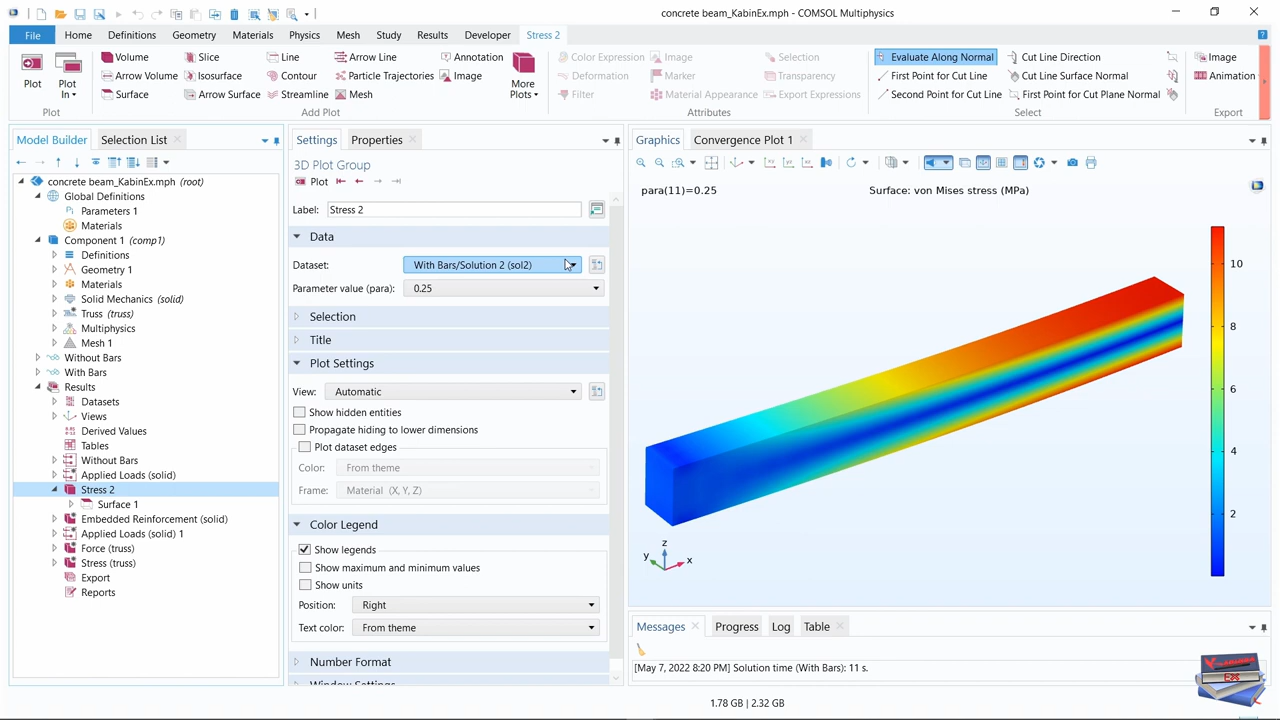 concrete beam_KabinEx.mph - COMSOL Multiphysics
File Home Definitions Geometry Materials Physics Mesh Study Results Developer Stress 2
Volume Slice Line Arrow Line Annotation Color Expression Image Selection Evaluate Along Normal Cut Line Direction Image
Arrow Volume Isosurface Contour Particle Trajectories Image Deformation Marker Transparency First Point for Cut Line Cut Line Surface Normal Animation
Plot Plot In More Plots
Surface Arrow Surface Streamline Mesh Filter Material Appearance Export Expressions Second Point for Cut Line First Point for Cut Plane Normal
Plot Add Plot Attributes Select Export
Model Builder Selection List
concrete beam_KabinEx.mph (root)
Global Definitions
Parameters 1
Materials
Component 1 (comp1)
Definitions
Geometry 1
Materials
Solid Mechanics (solid)
Truss (truss)
Multiphysics
Mesh 1
Without Bars
With Bars
Results
Datasets
Views
Derived Values
Tables
Without Bars
Applied Loads (solid)
Stress 2
Surface 1
Embedded Reinforcement (solid)
Applied Loads (solid) 1
Force (truss)
Stress (truss)
Export
Reports
Settings Properties
3D Plot Group
Plot
Label: Stress 2
Data
Dataset: With Bars/Solution 2 (sol2)
Parameter value (para): 0.25
Selection
Title
Plot Settings
View: Automatic
Show hidden entities
Propagate hiding to lower dimensions
Plot dataset edges
Color: From theme
Frame: Material (X, Y, Z)
Color Legend
Show legends
Show maximum and minimum values
Show units
Position: Right
Text color: From theme
Number Format
Window Settings
Graphics Convergence Plot 1
para(11)=0.25 Surface: von Mises stress (MPa)
10
8
6
4
2
z
y x
Messages Progress Log Table
[May 7, 2022 8:20 PM] Solution time (With Bars): 11 s.
1.78 GB | 2.32 GB